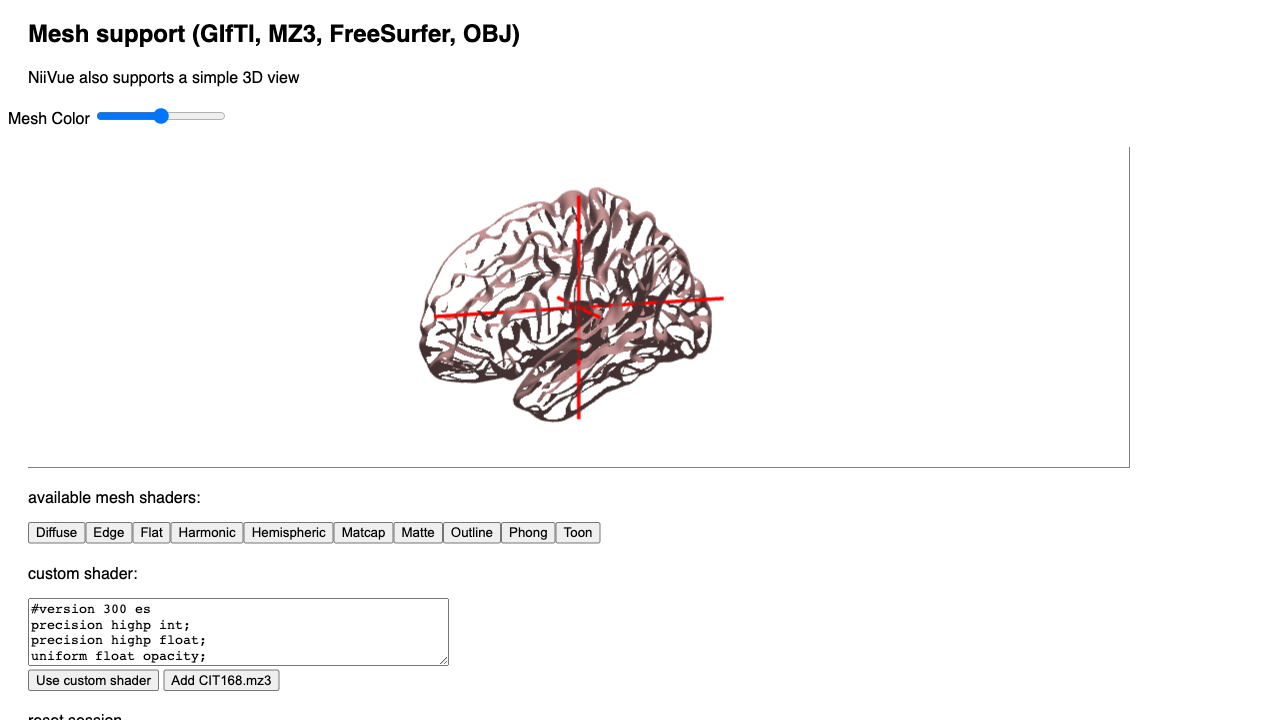 Mesh support (GIfTI, MZ3, FreeSurfer, OBJ)
NiiVue also supports a simple 3D view
Mesh Color
available mesh shaders:
Diffuse Edge Flat Harmonic Hemispheric Matcap Matte Outline Phong Toon
custom shader:
#version 300 es
precision highp int;
precision highp float;
uniform float opacity;
Use custom shader Add CIT168.mz3
reset session